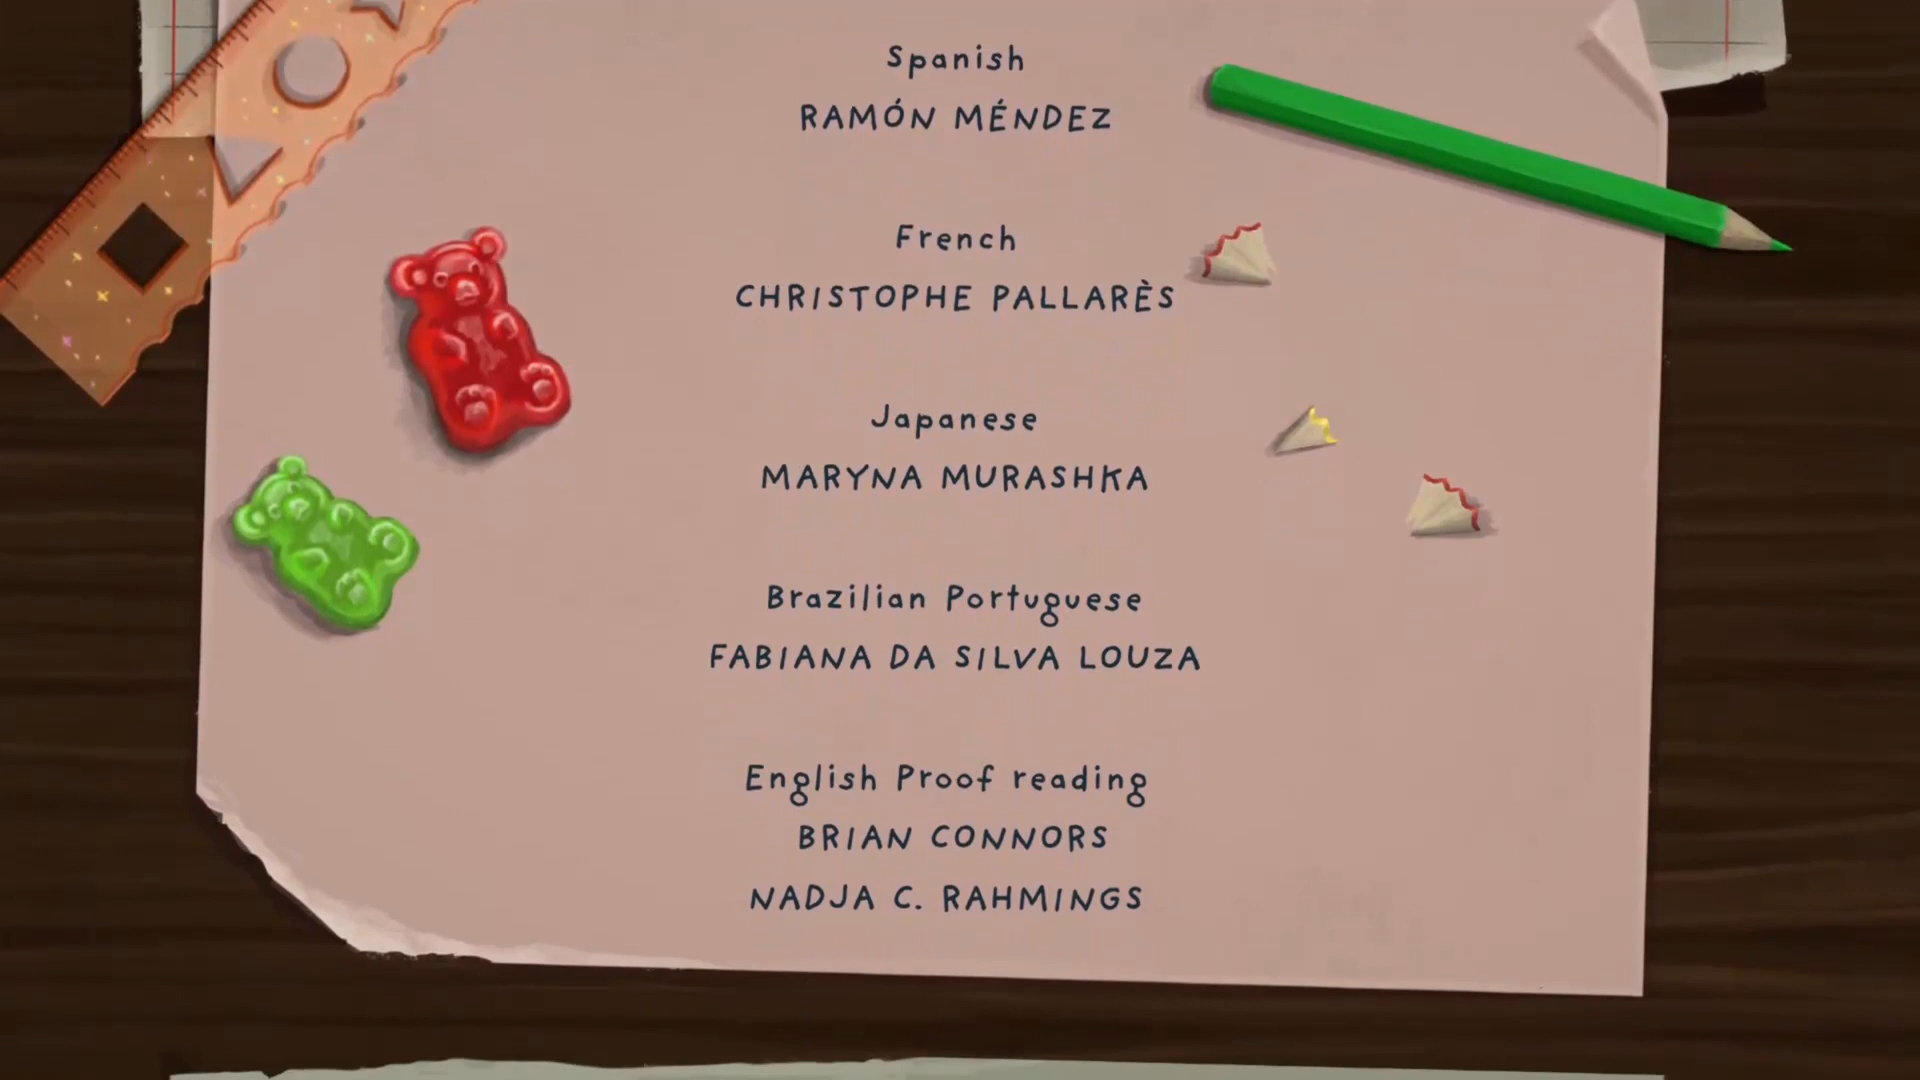 Spanish
RAMÓN MÉNDEZ
French
CHRISTOPHE PALLARÈS
Japanese
MARYNA MURASHKA
Brazilian Portuguese
FABIANA DA SILVA LOUZA
English Proof reading
BRIAN CONNORS
NADJA C. RAHMINGS